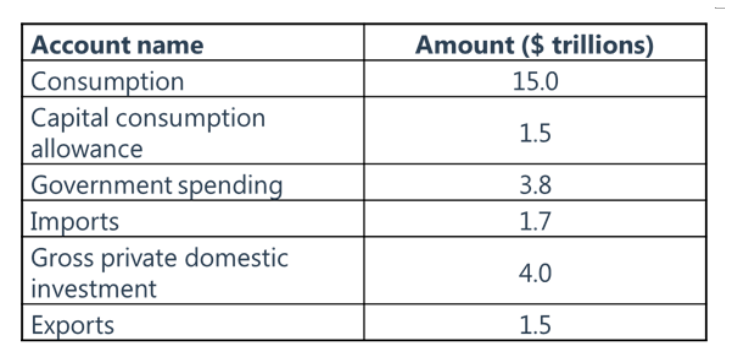 Account name Amount ($ trillions)
Consumption 15.0
Capital consumption
allowance 1.5
Government spending 3.8
Imports 1.7
Gross private domestic
investment 4.0
Exports 1.5